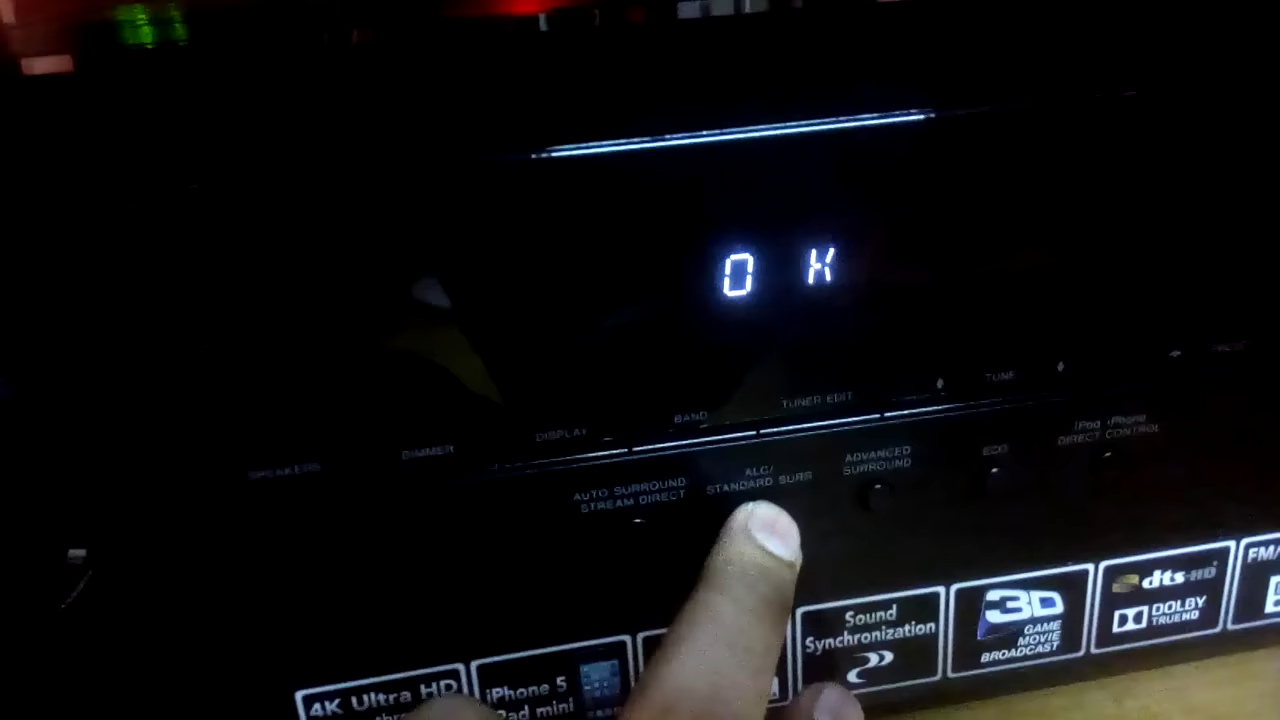 OK
TUNE
TUNER EDIT
BAND
DISPLAY
DIMMER
SPEAKERS
iPod iPhone
DIRECT CONTROL
ECO
ADVANCED
SURROUND
ALC/
STANDARD SURR
AUTO SURROUND
STREAM DIRECT
4K Ultra HD
iPhone 5
iPad mini
Sound
Synchronization
3D
GAME
MOVIE
BROADCAST
dts-HD
DOLBY
TRUEHD
FM/